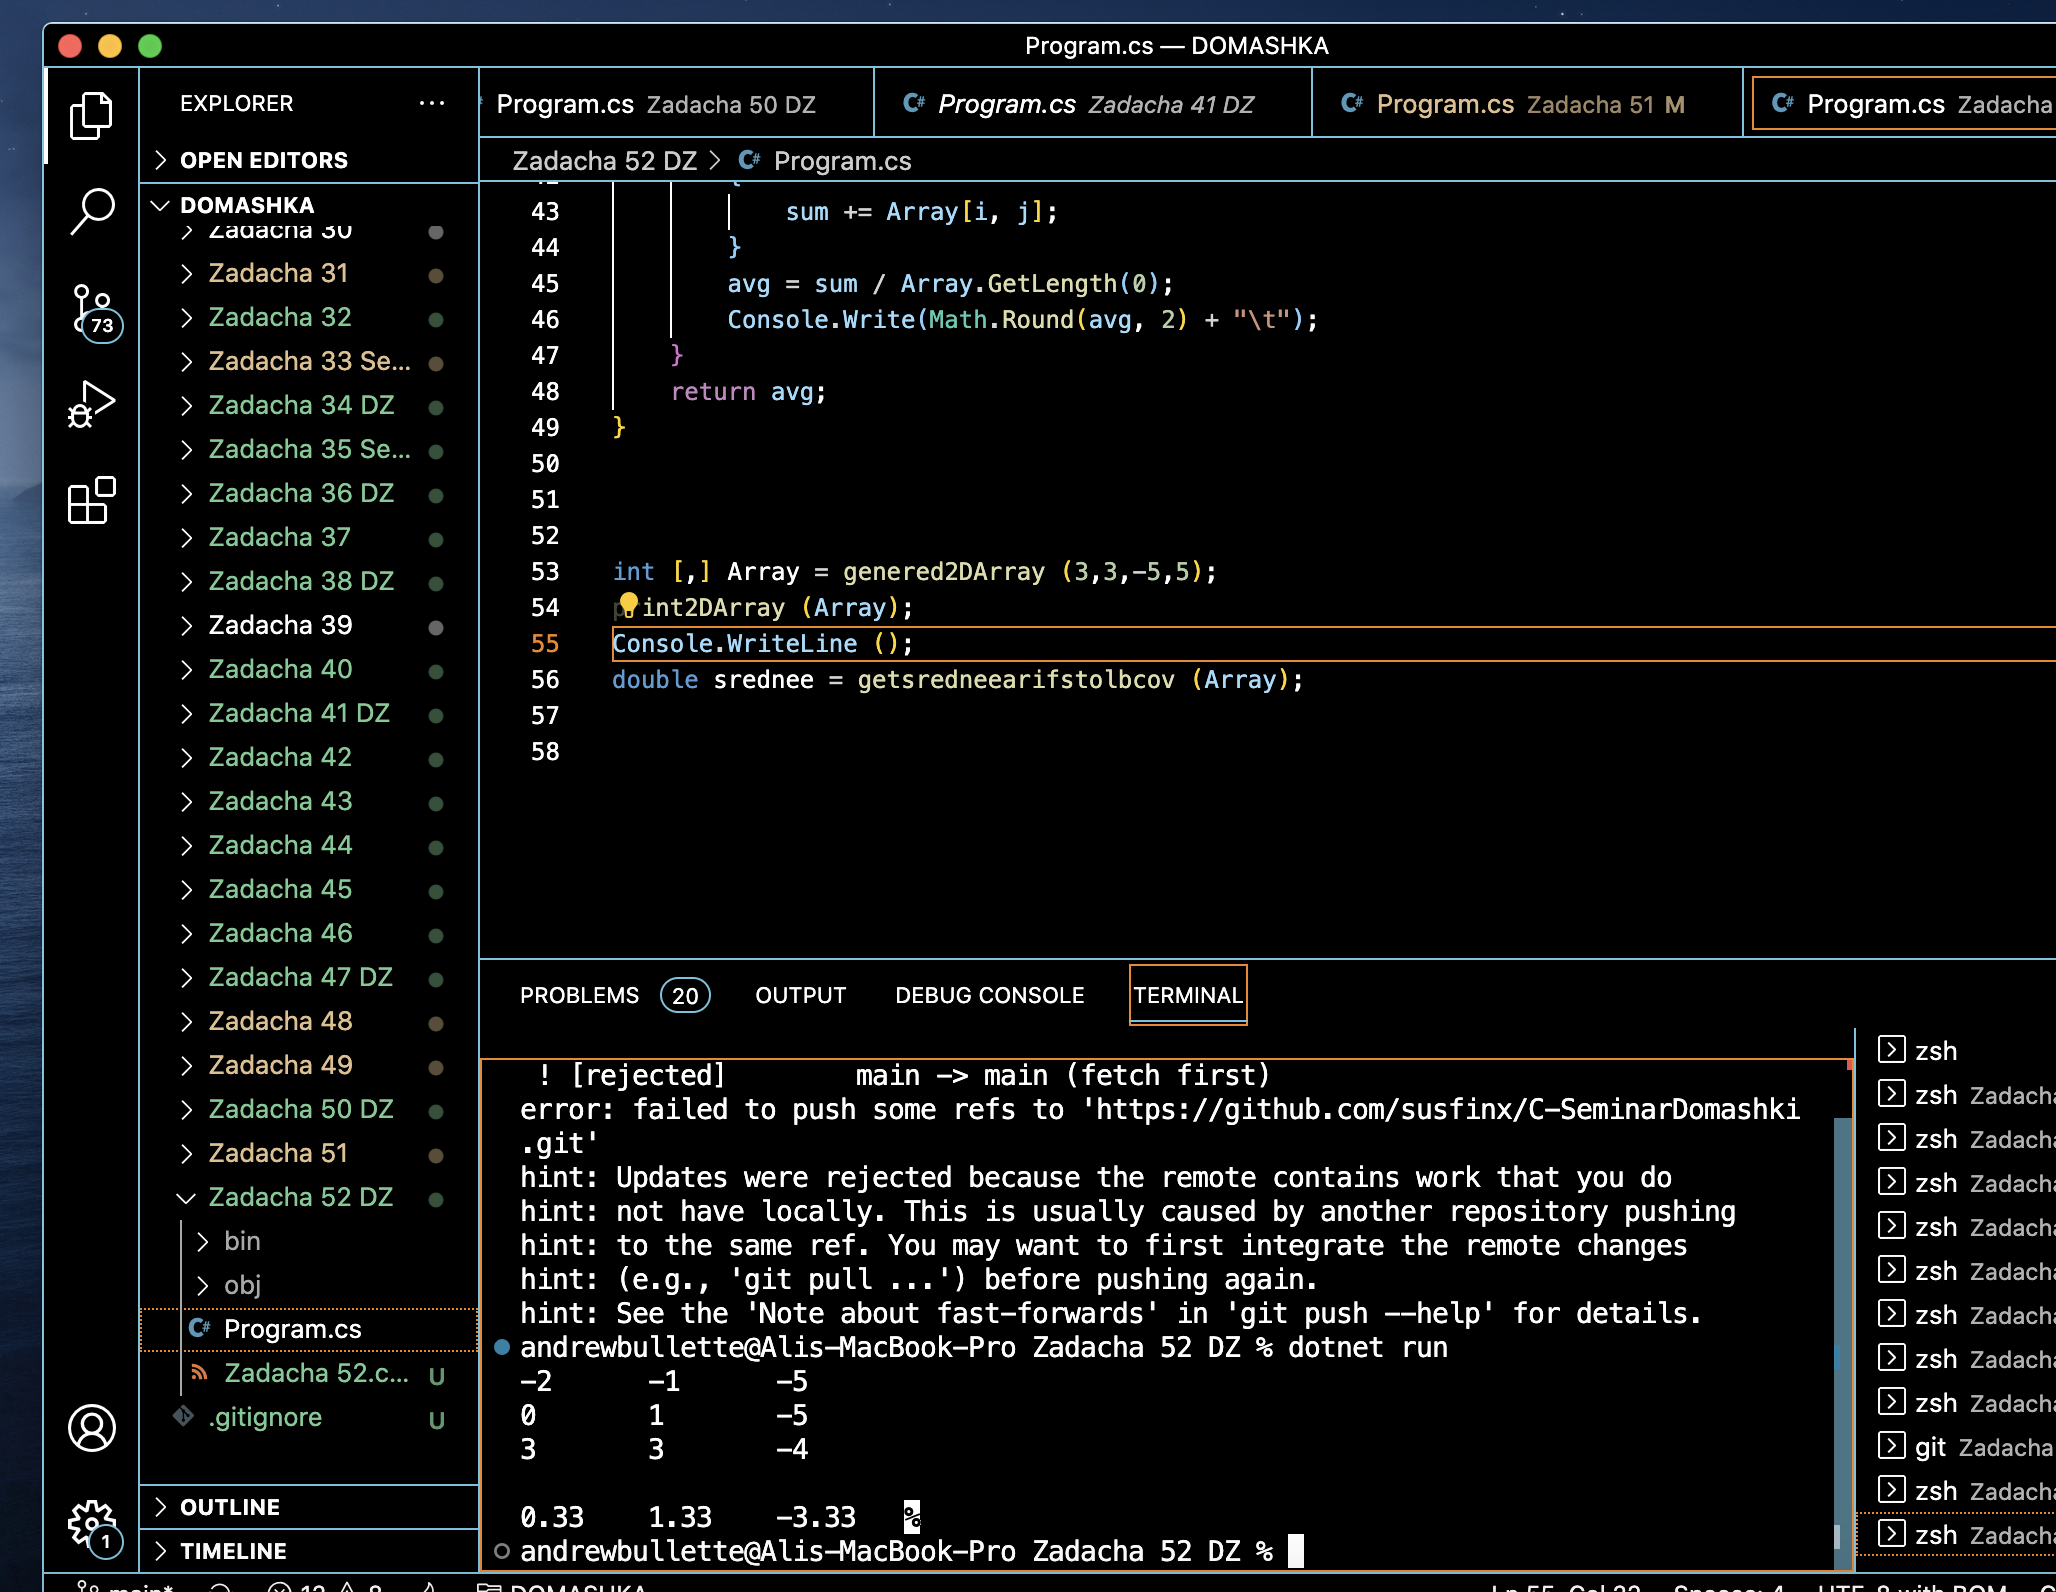 Program.cs — DOMASHKA
EXPLORER
Program.cs Zadacha 50 DZ
C# Program.cs Zadacha 41 DZ
C# Program.cs Zadacha 51 M
C# Program.cs Zadacha
OPEN EDITORS
Zadacha 52 DZ > C# Program.cs
DOMASHKA
Zadacha 30
Zadacha 31
Zadacha 32
Zadacha 33 Se...
Zadacha 34 DZ
Zadacha 35 Se...
Zadacha 36 DZ
Zadacha 37
Zadacha 38 DZ
Zadacha 39
Zadacha 40
Zadacha 41 DZ
Zadacha 42
Zadacha 43
Zadacha 44
Zadacha 45
Zadacha 46
Zadacha 47 DZ
Zadacha 48
Zadacha 49
Zadacha 50 DZ
Zadacha 51
Zadacha 52 DZ
bin
obj
C# Program.cs
Zadacha 52.c... U
.gitignore U
OUTLINE
TIMELINE
73
1
42 {
43 sum += Array[i, j];
44 }
45 avg = sum / Array.GetLength(0);
46 Console.Write(Math.Round(avg, 2) + "\t");
47 }
48 return avg;
49 }
50
51
52
53 int [,] Array = genered2DArray (3,3,-5,5);
54 print2DArray (Array);
55 Console.WriteLine ();
56 double srednee = getsredneearifstolbcov (Array);
57
58
PROBLEMS 20 OUTPUT DEBUG CONSOLE TERMINAL
! [rejected] main -> main (fetch first)
error: failed to push some refs to 'https://github.com/susfinx/C-SeminarDomashki
.git'
hint: Updates were rejected because the remote contains work that you do
hint: not have locally. This is usually caused by another repository pushing
hint: to the same ref. You may want to first integrate the remote changes
hint: (e.g., 'git pull ...') before pushing again.
hint: See the 'Note about fast-forwards' in 'git push --help' for details.
andrewbullette@Alis-MacBook-Pro Zadacha 52 DZ % dotnet run
-2 -1 -5
0 1 -5
3 3 -4
0.33 1.33 -3.33 %
andrewbullette@Alis-MacBook-Pro Zadacha 52 DZ %
zsh
zsh Zadacha
zsh Zadacha
zsh Zadacha
zsh Zadacha
zsh Zadacha
zsh Zadacha
zsh Zadacha
zsh Zadacha
git Zadacha
zsh Zadacha
zsh Zadacha
main* 12 8 DOMASHKA Ln 55, Col 22 Spaces: 4 UTF-8 with BOM